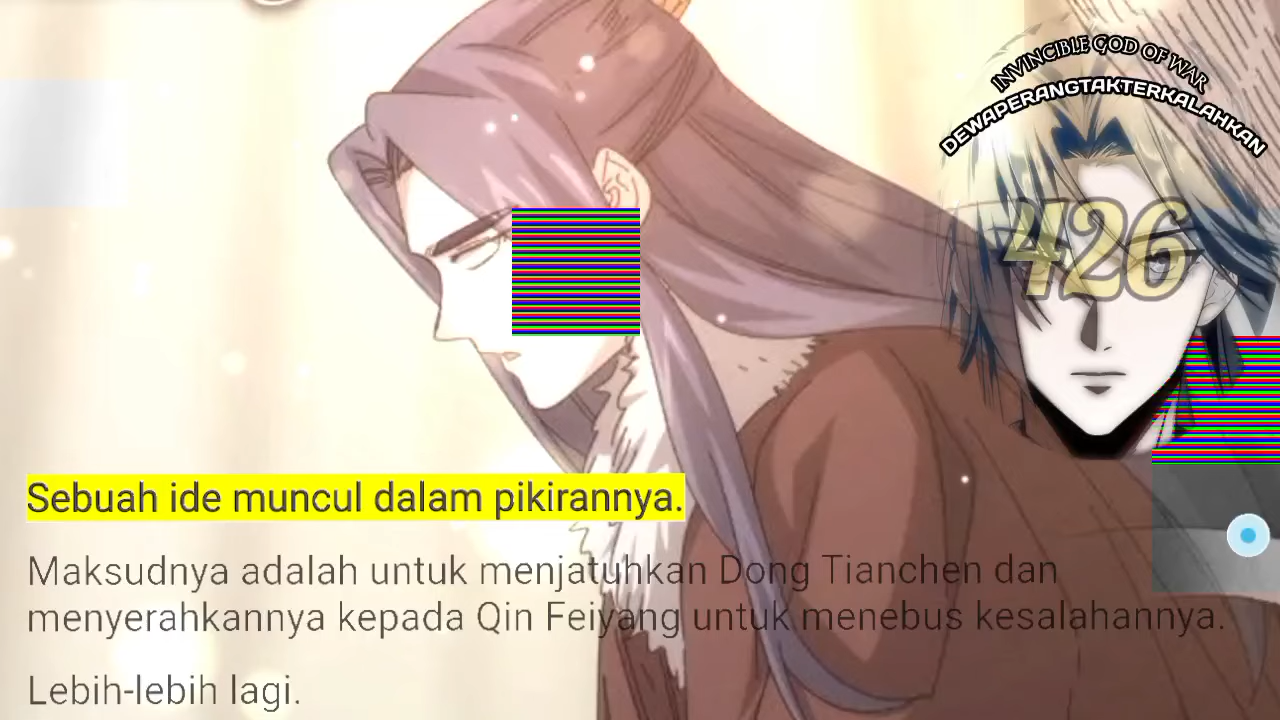 INVINCIBLE GOD OF WAR
DEWAPERANGTAKTERKALAHKAN
426
Sebuah ide muncul dalam pikirannya.
Maksudnya adalah untuk menjatuhkan Dong Tianchen dan
menyerahkannya kepada Qin Feiyang untuk menebus kesalahannya.
Lebih-lebih lagi.